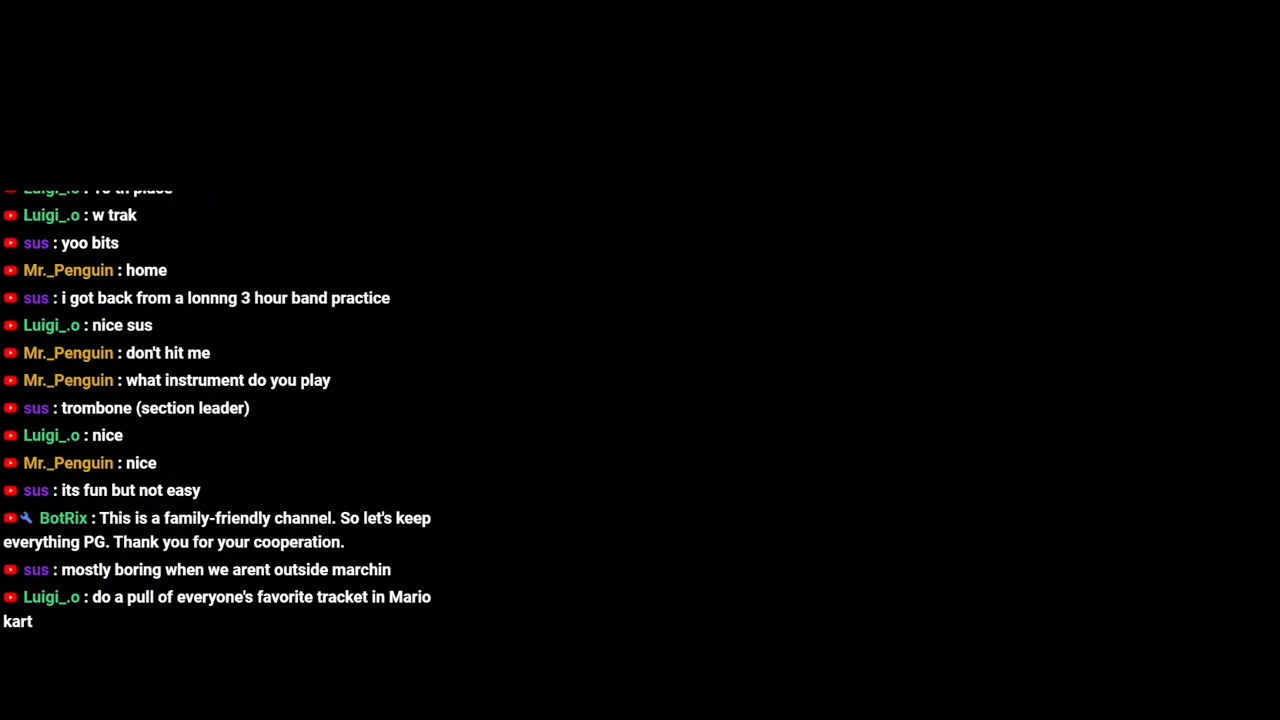 Luigi_.o : w trak
sus : yoo bits
Mr._Penguin : home
sus : i got back from a lonnng 3 hour band practice
Luigi_.o : nice sus
Mr._Penguin : don't hit me
Mr._Penguin : what instrument do you play
sus : trombone (section leader)
Luigi_.o : nice
Mr._Penguin : nice
sus : its fun but not easy
BotRix : This is a family-friendly channel. So let's keep
everything PG. Thank you for your cooperation.
sus : mostly boring when we arent outside marchin
Luigi_.o : do a pull of everyone's favorite tracket in Mario
kart